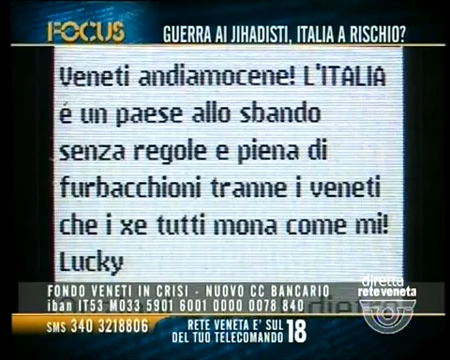 FOCUS
GUERRA AI JIHADISTI, ITALIA A RISCHIO?
Veneti andiamocene! L'ITALIA
é un paese allo sbando
senza regole e piena di
furbacchioni tranne i veneti
che i xe tutti mona come mi!
Lucky
diretta
reteveneta
FONDO VENETI IN CRISI - NUOVO CC BANCARIO
iban IT53 M033 5901 6001 0000 0078 840
SMS 340 3218806
RETE VENETA E' SUL
DEL TUO TELECOMANDO 18